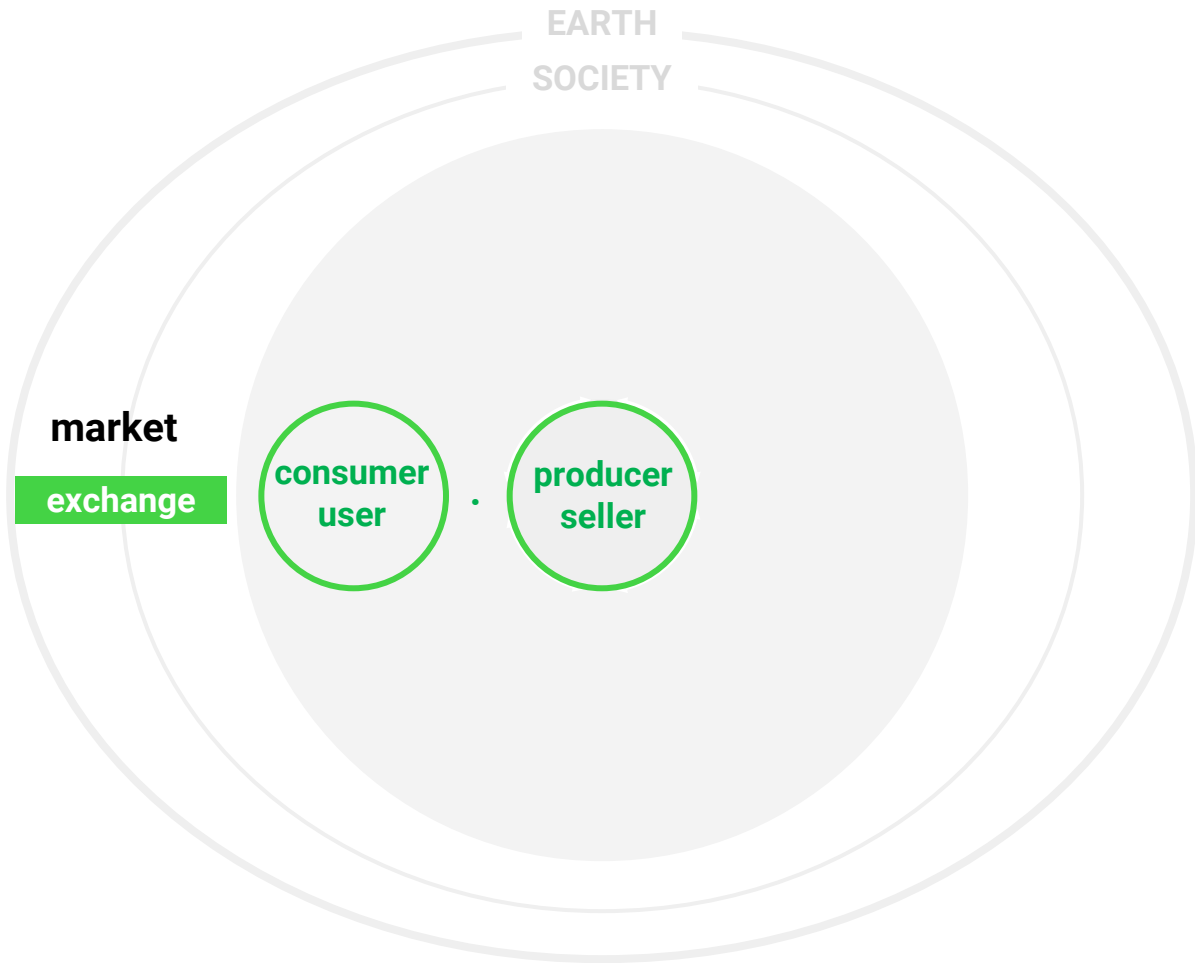 EARTH
SOCIETY
market
exchange
consumer
user
.
producer
seller